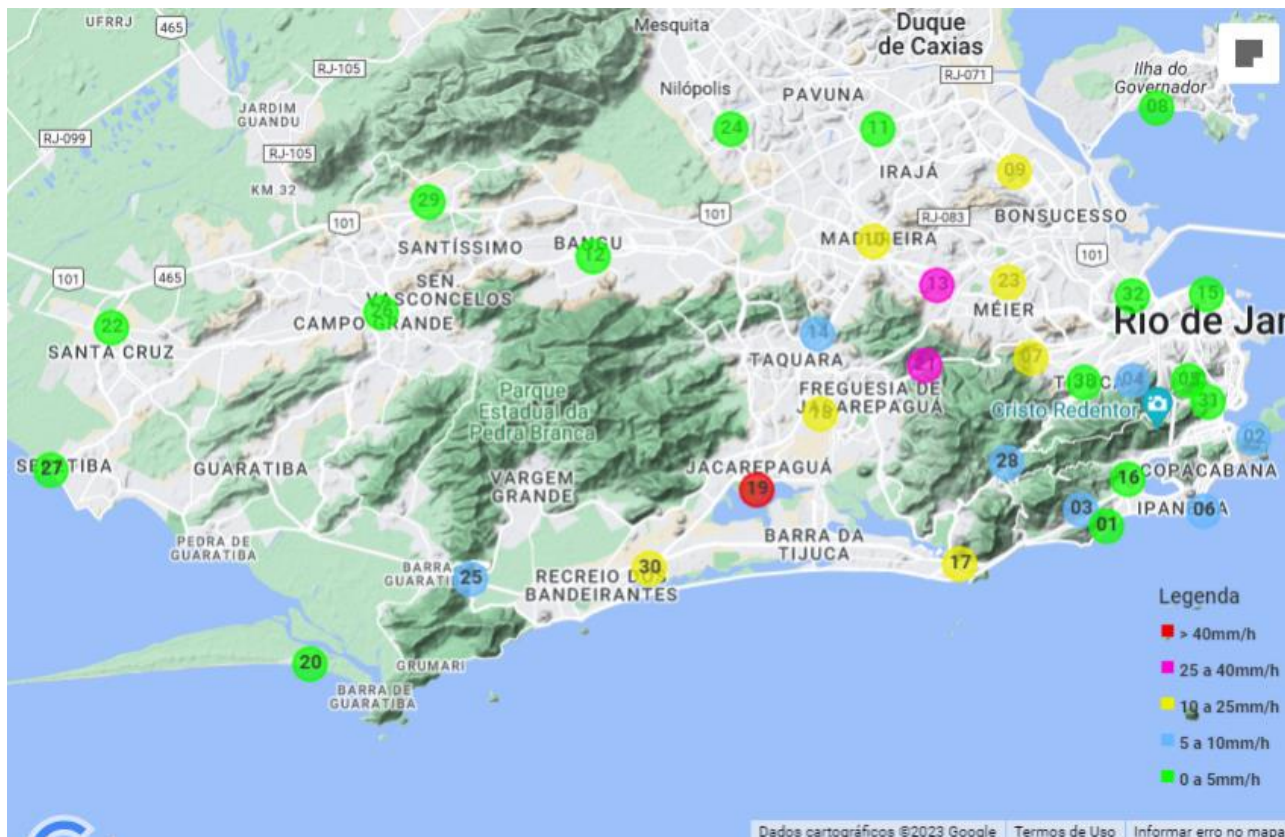 UFRRJ
465
Mesquita
Duque
de Caxias
RJ-105
RJ-071
Ilha do
Governador
Nilópolis
PAVUNA
08
JARDIM
GUANDU
RJ-099
24
11
RJ-105
IRAJÁ
09
KM 32
29
101
101
RJ-083
BONSUCESSO
SANTÍSSIMO
BANGU
12
MADUREIRA
10
101
101
465
SEN
VASCONCELOS
13
23
32
15
26
CAMPO GRANDE
MÉIER
Rio de Jan
22
SANTA CRUZ
14
TAQUARA
07
21
FREGUESIA DE
JACAREPAGUÁ
38
04
05
Parque
Estadual da
Pedra Branca
18
Cristo Redentor
31
02
SEPETIBA
27
GUARATIBA
VARGEM
GRANDE
JACAREPAGUÁ
19
28
16
COPACABANA
03
01
IPANEMA
06
PEDRA DE
GUARATIBA
BARRA DA
TIJUCA
BARRA
GUARATI
25
30
RECREIO DOS
BANDEIRANTES
17
Legenda
> 40mm/h
25 a 40mm/h
10 a 25mm/h
5 a 10mm/h
0 a 5mm/h
20
GRUMARI
BARRA DE
GUARATIBA
Dados cartográficos ©2023 Google
Termos de Uso
Informar erro no mapa